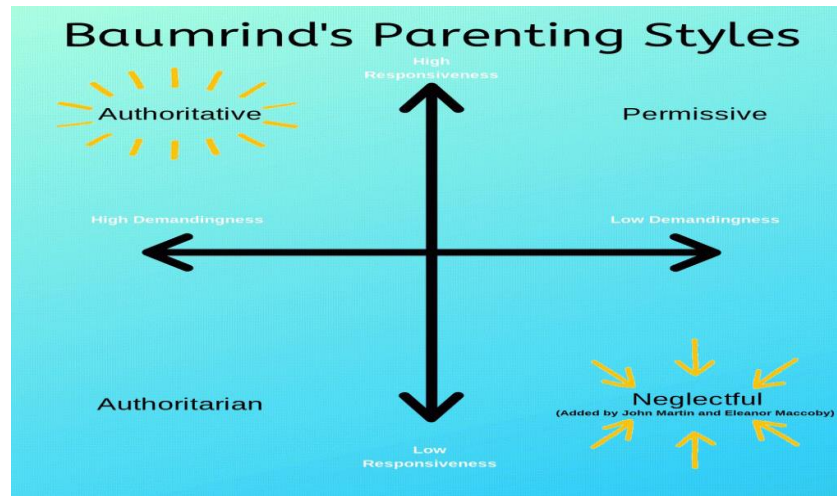 Baumrind's Parenting Styles
High
Responsiveness
Authoritative
Permissive
High Demandingness
Low Demandingness
Authoritarian
Neglectful
(Added by John Martin and Eleanor Maccoby)
Low
Responsiveness